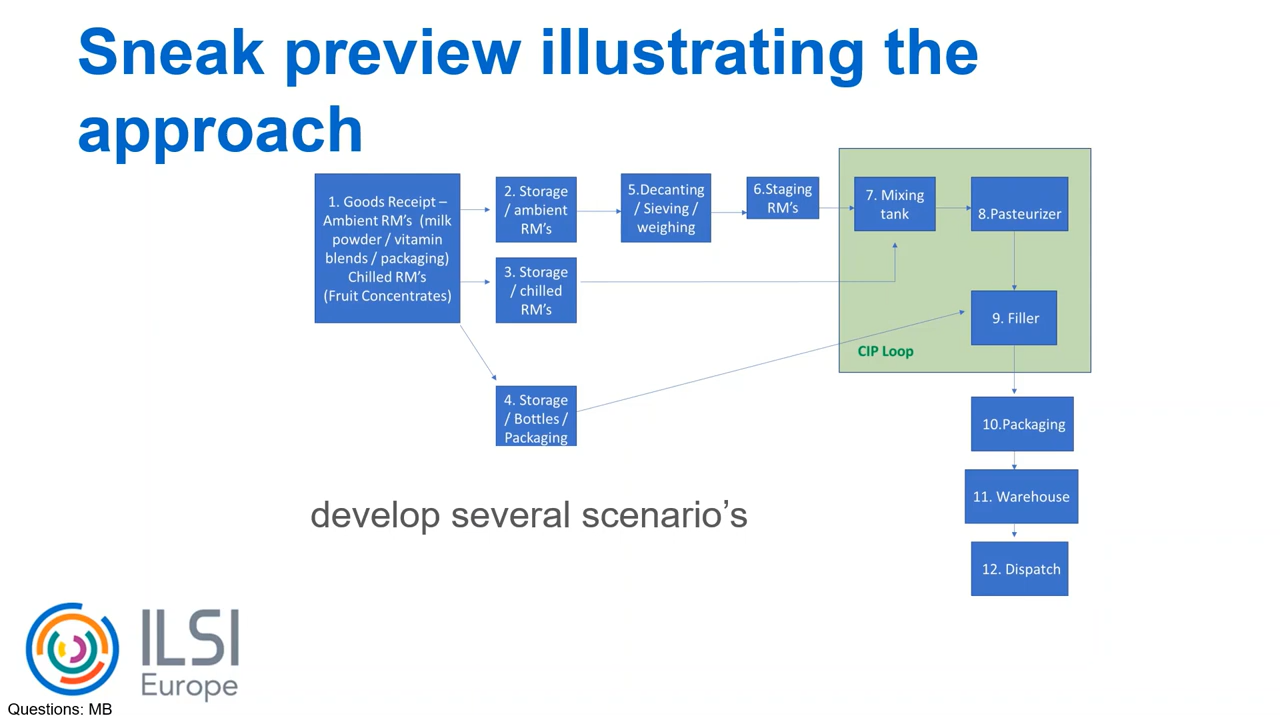 Sneak preview illustrating the
approach
1. Goods Receipt –
Ambient RM’s (milk
powder / vitamin
blends / packaging)
Chilled RM’s
(Fruit Concentrates)
2. Storage
/ ambient
RM’s
3. Storage
/ chilled
RM’s
4. Storage
/ Bottles /
Packaging
5.Decanting
/ Sieving /
weighing
6.Staging
RM’s
7. Mixing
tank
8.Pasteurizer
9. Filler
CIP Loop
10.Packaging
11. Warehouse
12. Dispatch
develop several scenario’s
ILSI
Europe
Questions: MB